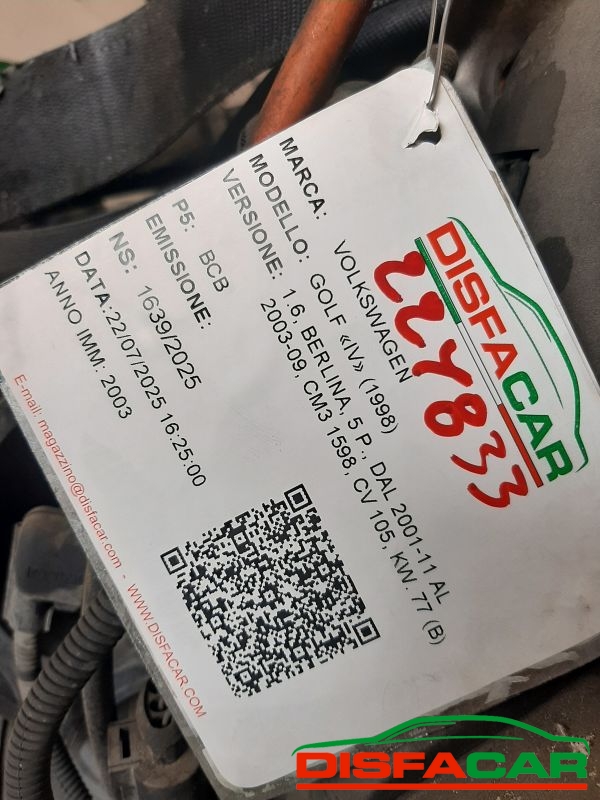 DISFACAR
22Y833
MARCA: VOLKSWAGEN
MODELLO: GOLF «IV» (1998)
VERSIONE: 1.6, BERLINA, 5 P., DAL 2001-11 AL
2003-09, CM3 1598, CV 105, KW. 77 (B)
P5: BCB
EMISSIONE:
NS: 1639/2025
DATA:22/07/2025 16:25:00
ANNO IMM: 2003
E-mail: magazzino@disfacar.com - WWW.DISFACAR.COM
DISFACAR